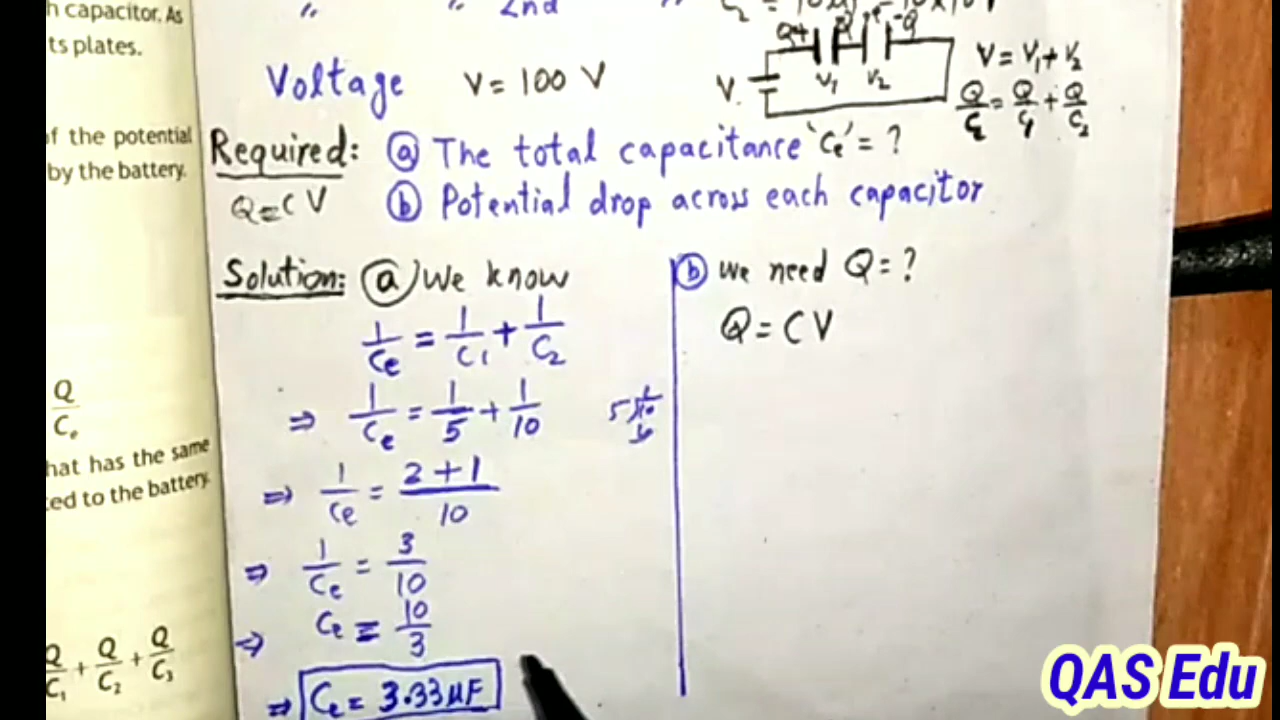 h capacitor. As
ts plates.
f the potential
by the battery.
Q
C
hat has the same
ed to the battery.
Q/C₁ + Q/C₂ + Q/C₃
" " 2nd "
Voltage V = 100 V
Q+ -Q
V V₁ V₂
V = V₁ + V₂
Q/Cₑ = Q/C₁ + Q/C₂
Required: ⓐ The total capacitance 'Cₑ' = ?
Q = CV ⓑ Potential drop across each capacitor
Solution: ⓐ We know
1/Cₑ = 1/C₁ + 1/C₂
⇒ 1/Cₑ = 1/5 + 1/10
⇒ 1/Cₑ = 2+1/10
⇒ 1/Cₑ = 3/10
⇒ Cₑ = 10/3
⇒ Cₑ = 3.33 μF
ⓑ We need Q = ?
Q = CV
QAS Edu